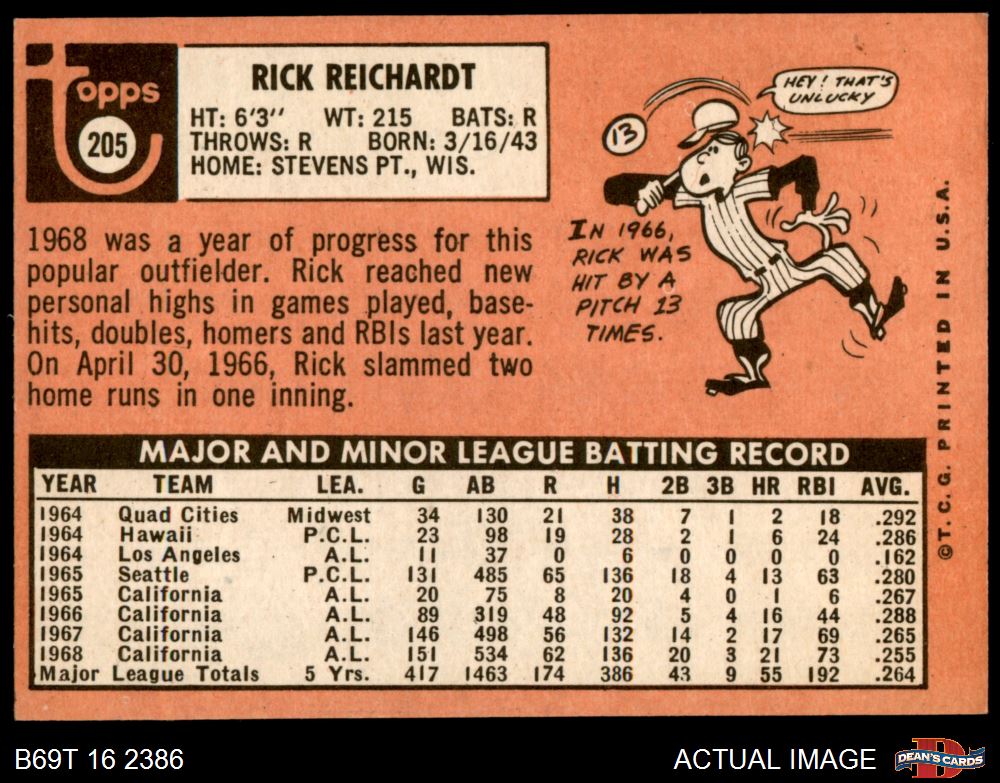 Topps
205
RICK REICHARDT
HT: 6'3" WT: 215 BATS: R
THROWS: R BORN: 3/16/43
HOME: STEVENS PT., WIS.
1968 was a year of progress for this
popular outfielder. Rick reached new
personal highs in games played, base-
hits, doubles, homers and RBIs last year.
On April 30, 1966, Rick slammed two
home runs in one inning.
HEY! THAT'S
UNLUCKY
13
IN 1966,
RICK WAS
HIT BY A
PITCH 13
TIMES.
©T.C.G. PRINTED IN U.S.A.
MAJOR AND MINOR LEAGUE BATTING RECORD
YEAR TEAM LEA. G AB R H 2B 3B HR RBI AVG.
1964 Quad Cities Midwest 34 130 21 38 7 1 2 18 .292
1964 Hawaii P.C.L. 23 98 19 28 2 1 6 24 .286
1964 Los Angeles A.L. 11 37 0 6 0 0 0 0 .162
1965 Seattle P.C.L. 131 485 65 136 18 4 13 63 .280
1965 California A.L. 20 75 8 20 4 0 1 6 .267
1966 California A.L. 89 319 48 92 5 4 16 44 .288
1967 California A.L. 146 498 56 132 14 2 17 69 .265
1968 California A.L. 151 534 62 136 20 3 21 73 .255
Major League Totals 5 Yrs. 417 1463 174 386 43 9 55 192 .264
B69T 16 2386
ACTUAL IMAGE
D
DEAN'S CARDS